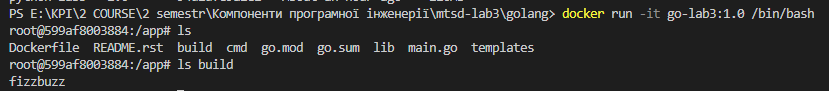 PS E:\KPI\2 COURSE\2 semestr\Компоненти програмної інженерії\mtsd-lab3\golang> docker run -it go-lab3:1.0 /bin/bash
root@599af8003884:/app# ls
Dockerfile README.rst build cmd go.mod go.sum lib main.go templates
root@599af8003884:/app# ls build
fizzbuzz